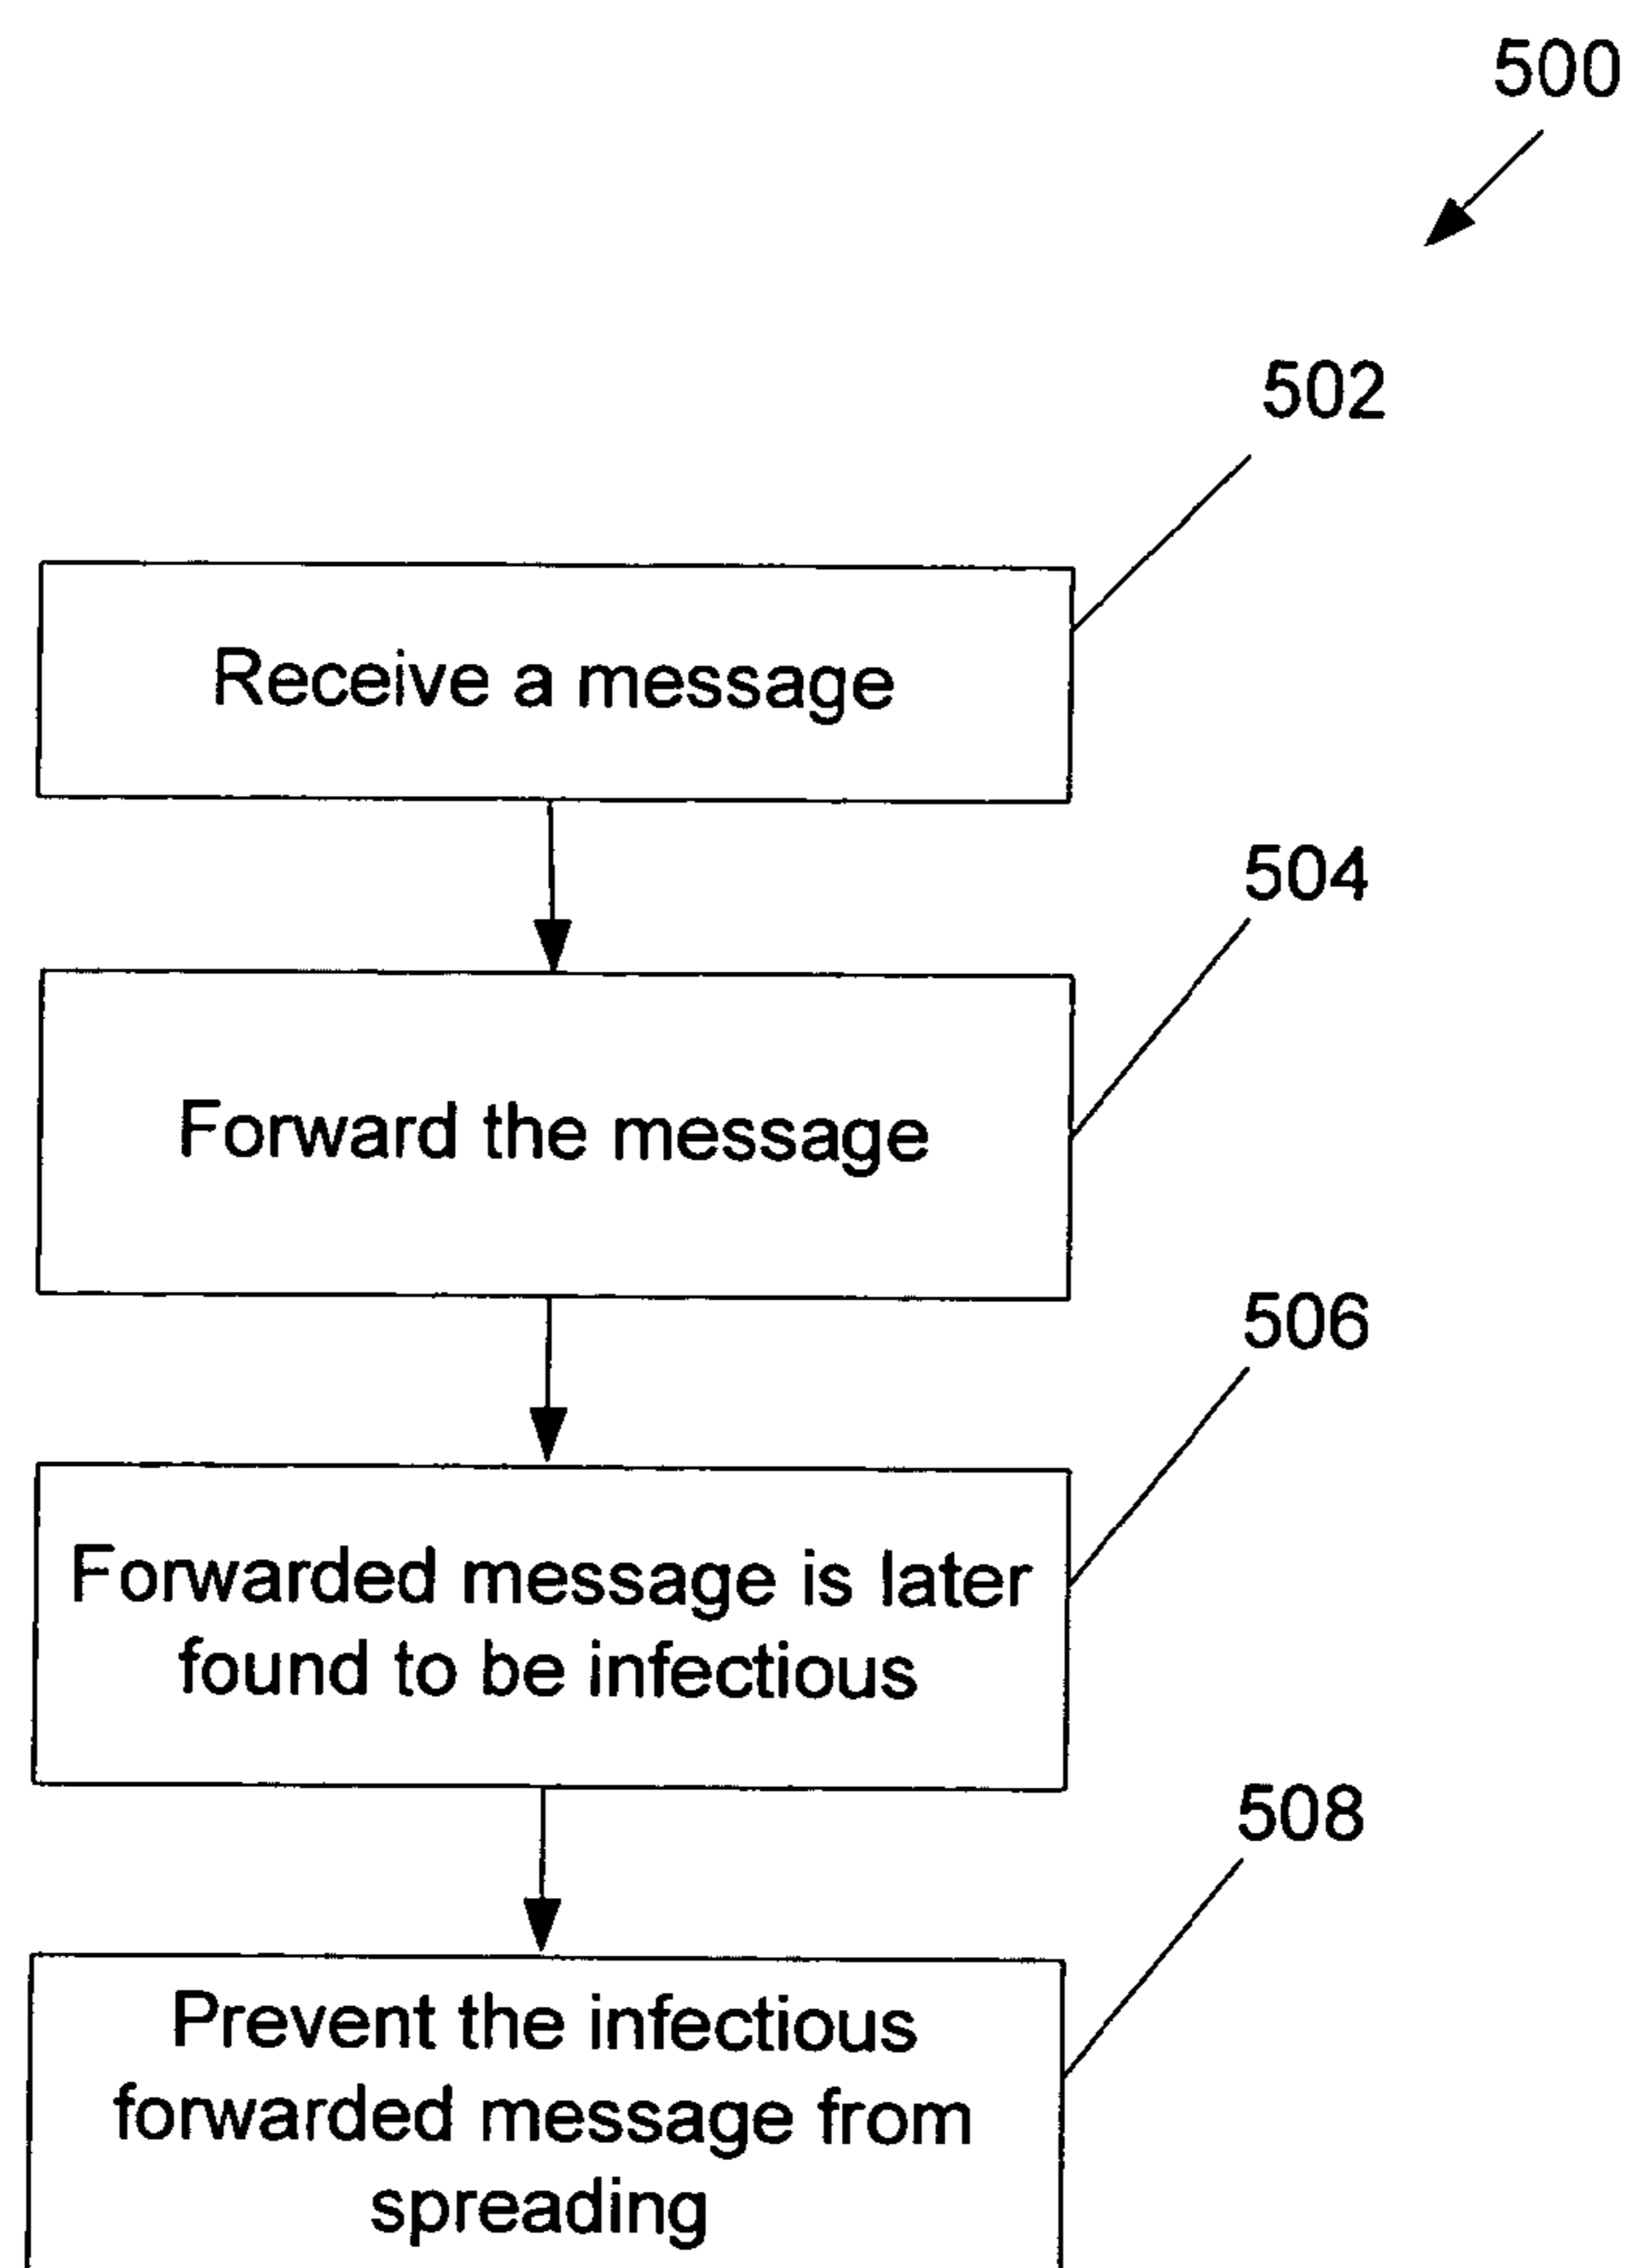 500
502
Receive a message
504
Forward the message
506
Forwarded message is later
found to be infectious
508
Prevent the infectious
forwarded message from
spreading